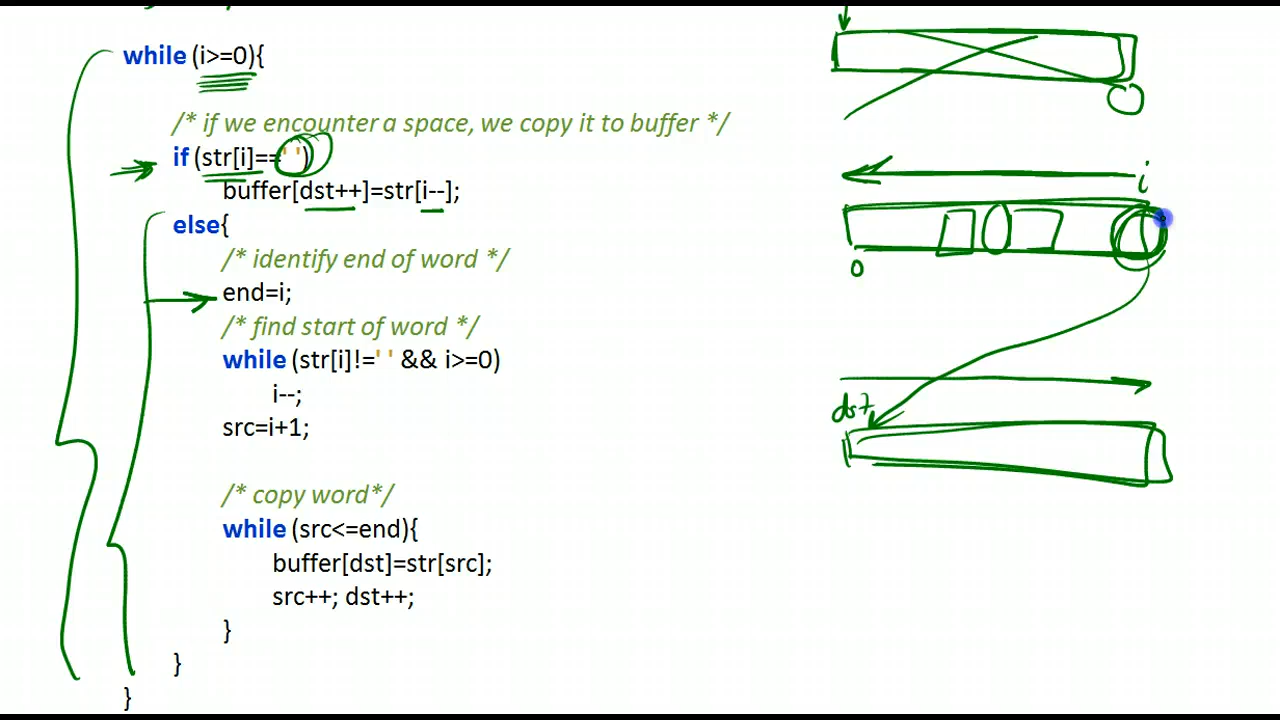 while (i>=0){
/* if we encounter a space, we copy it to buffer */
if (str[i]==' ')
buffer[dst++]=str[i--];
else{
/* identify end of word */
end=i;
/* find start of word */
while (str[i]!=' ' && i>=0)
i--;
src=i+1;
/* copy word*/
while (src<=end){
buffer[dst]=str[src];
src++; dst++;
}
}
}
i
0
dst